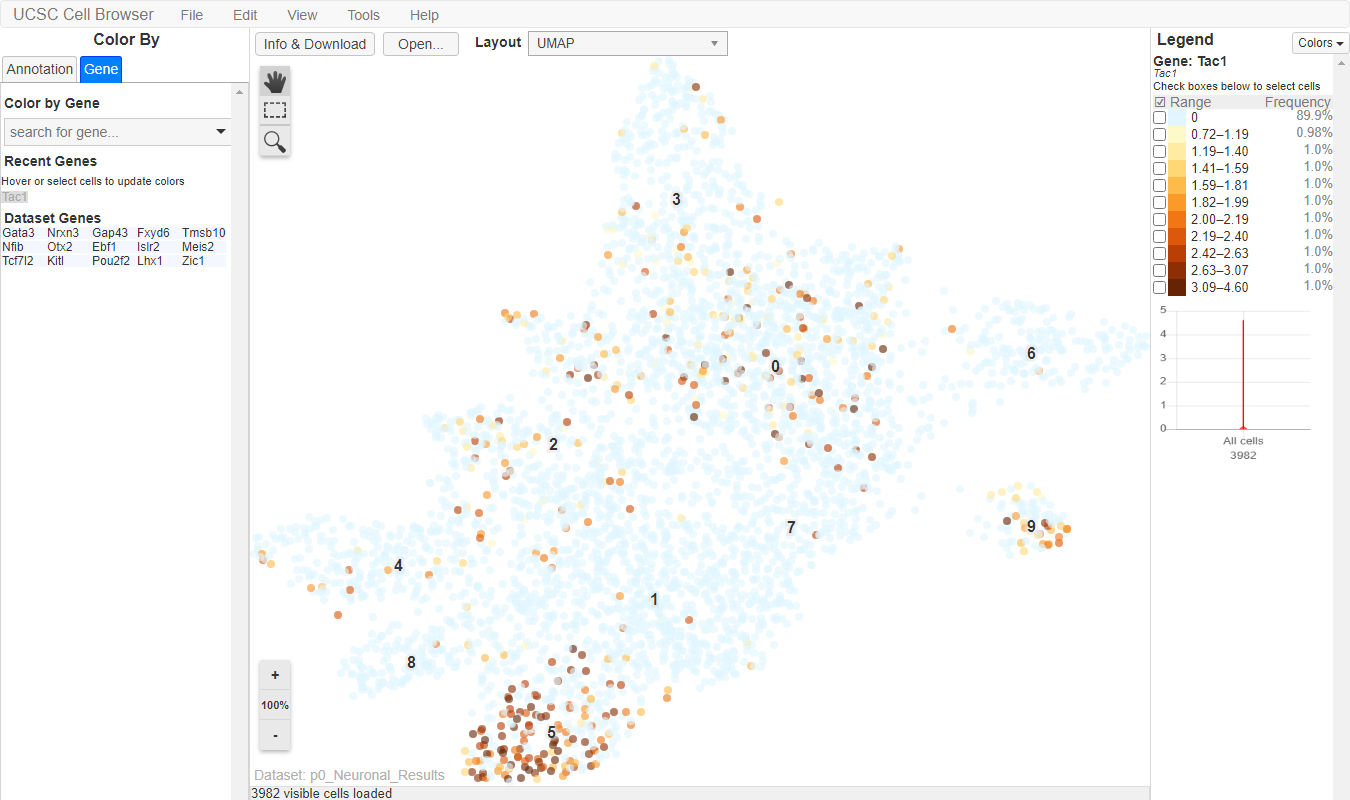 UCSC Cell Browser File Edit View Tools Help
Color By
Annotation Gene
Color by Gene
search for gene...
Recent Genes
Hover or select cells to update colors
Tac1
Dataset Genes
Gata3 Nrxn3 Gap43 Fxyd6 Tmsb10
Nfib Otx2 Ebf1 Islr2 Meis2
Tcf7l2 Kitl Pou2f2 Lhx1 Zic1
Info & Download Open... Layout UMAP
3
0
6
2
7
9
4
1
8
5
+
100%
-
Dataset: p0_Neuronal_Results
3982 visible cells loaded
Legend Colors
Gene: Tac1
Tac1
Check boxes below to select cells
Range Frequency
0 89.9%
0.72–1.19 0.98%
1.19–1.40 1.0%
1.41–1.59 1.0%
1.59–1.81 1.0%
1.82–1.99 1.0%
2.00–2.19 1.0%
2.19–2.40 1.0%
2.42–2.63 1.0%
2.63–3.07 1.0%
3.09–4.60 1.0%
5
4
3
2
1
0
All cells
3982